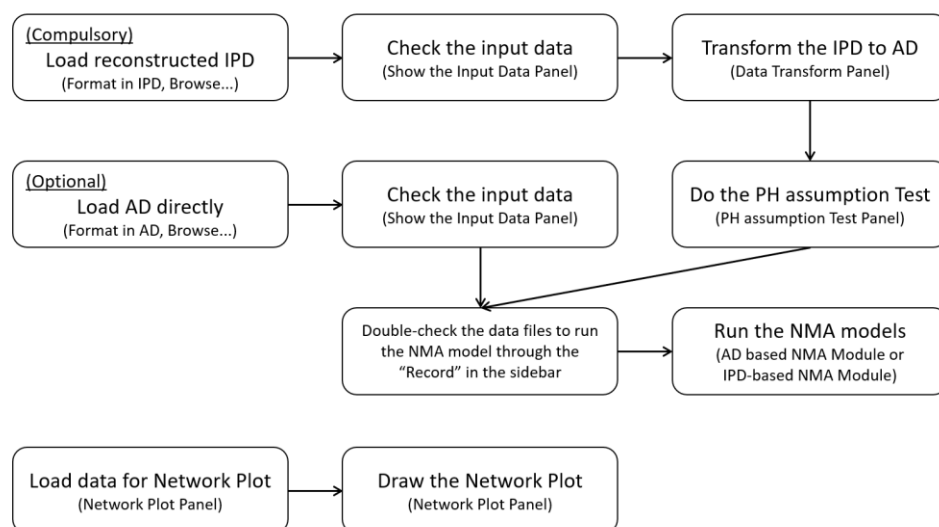 (Compulsory)
Load reconstructed IPD
(Format in IPD, Browse...)
Check the input data
(Show the Input Data Panel)
Transform the IPD to AD
(Data Transform Panel)
(Optional)
Load AD directly
(Format in AD, Browse...)
Check the input data
(Show the Input Data Panel)
Do the PH assumption Test
(PH assumption Test Panel)
Double-check the data files to run
the NMA model through the
“Record” in the sidebar
Run the NMA models
(AD based NMA Module or
IPD-based NMA Module)
Load data for Network Plot
(Network Plot Panel)
Draw the Network Plot
(Network Plot Panel)